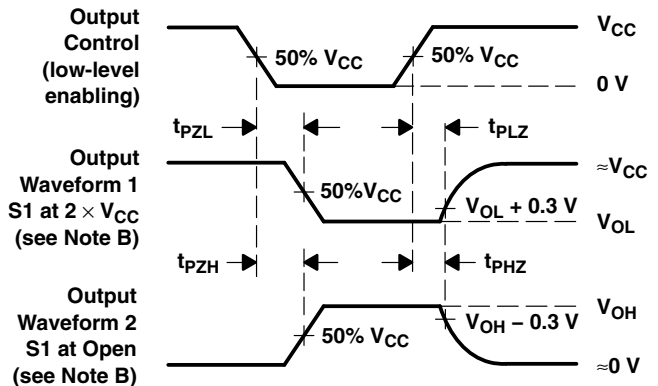 Output
Control
(low-level
enabling)
50% VCC
50% VCC
VCC
0 V
tPZL
tPLZ
Output
Waveform 1
S1 at 2 × VCC
(see Note B)
50%VCC
≈VCC
VOL + 0.3 V
VOL
tPZH
tPHZ
Output
Waveform 2
S1 at Open
(see Note B)
50% VCC
VOH
VOH − 0.3 V
≈0 V